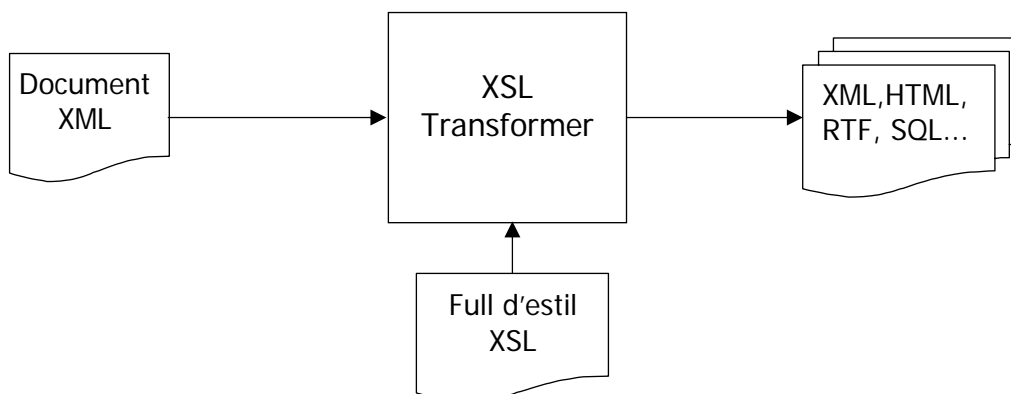 Document
XML
XSL
Transformer
XML,HTML,
RTF, SQL...
Full d'estil
XSL